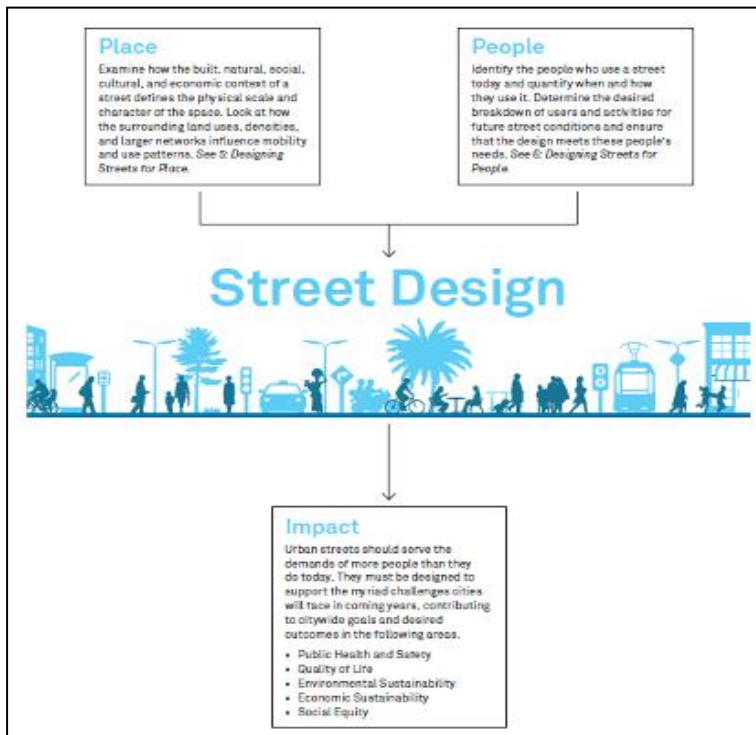 Place
Examine how the built, natural, social,
cultural, and economic context of a
street defines the physical scale and
character of the space. Look at how
the surrounding land uses, densities,
and larger networks influence mobility
and use patterns. See 5: Designing
Streets for Place.
People
Identify the people who use a street
today and quantify when and how
they use it. Determine the desired
breakdown of users and activities for
future street conditions and ensure
that the design meets these people's
needs. See 6: Designing Streets for
People.
Street Design
Impact
Urban streets should serve the
demands of more people than they
do today. They must be designed to
support the myriad challenges cities
will face in coming years, contributing
to citywide goals and desired
outcomes in the following areas.
• Public Health and Safety
• Quality of Life
• Environmental Sustainability
• Economic Sustainability
• Social Equity